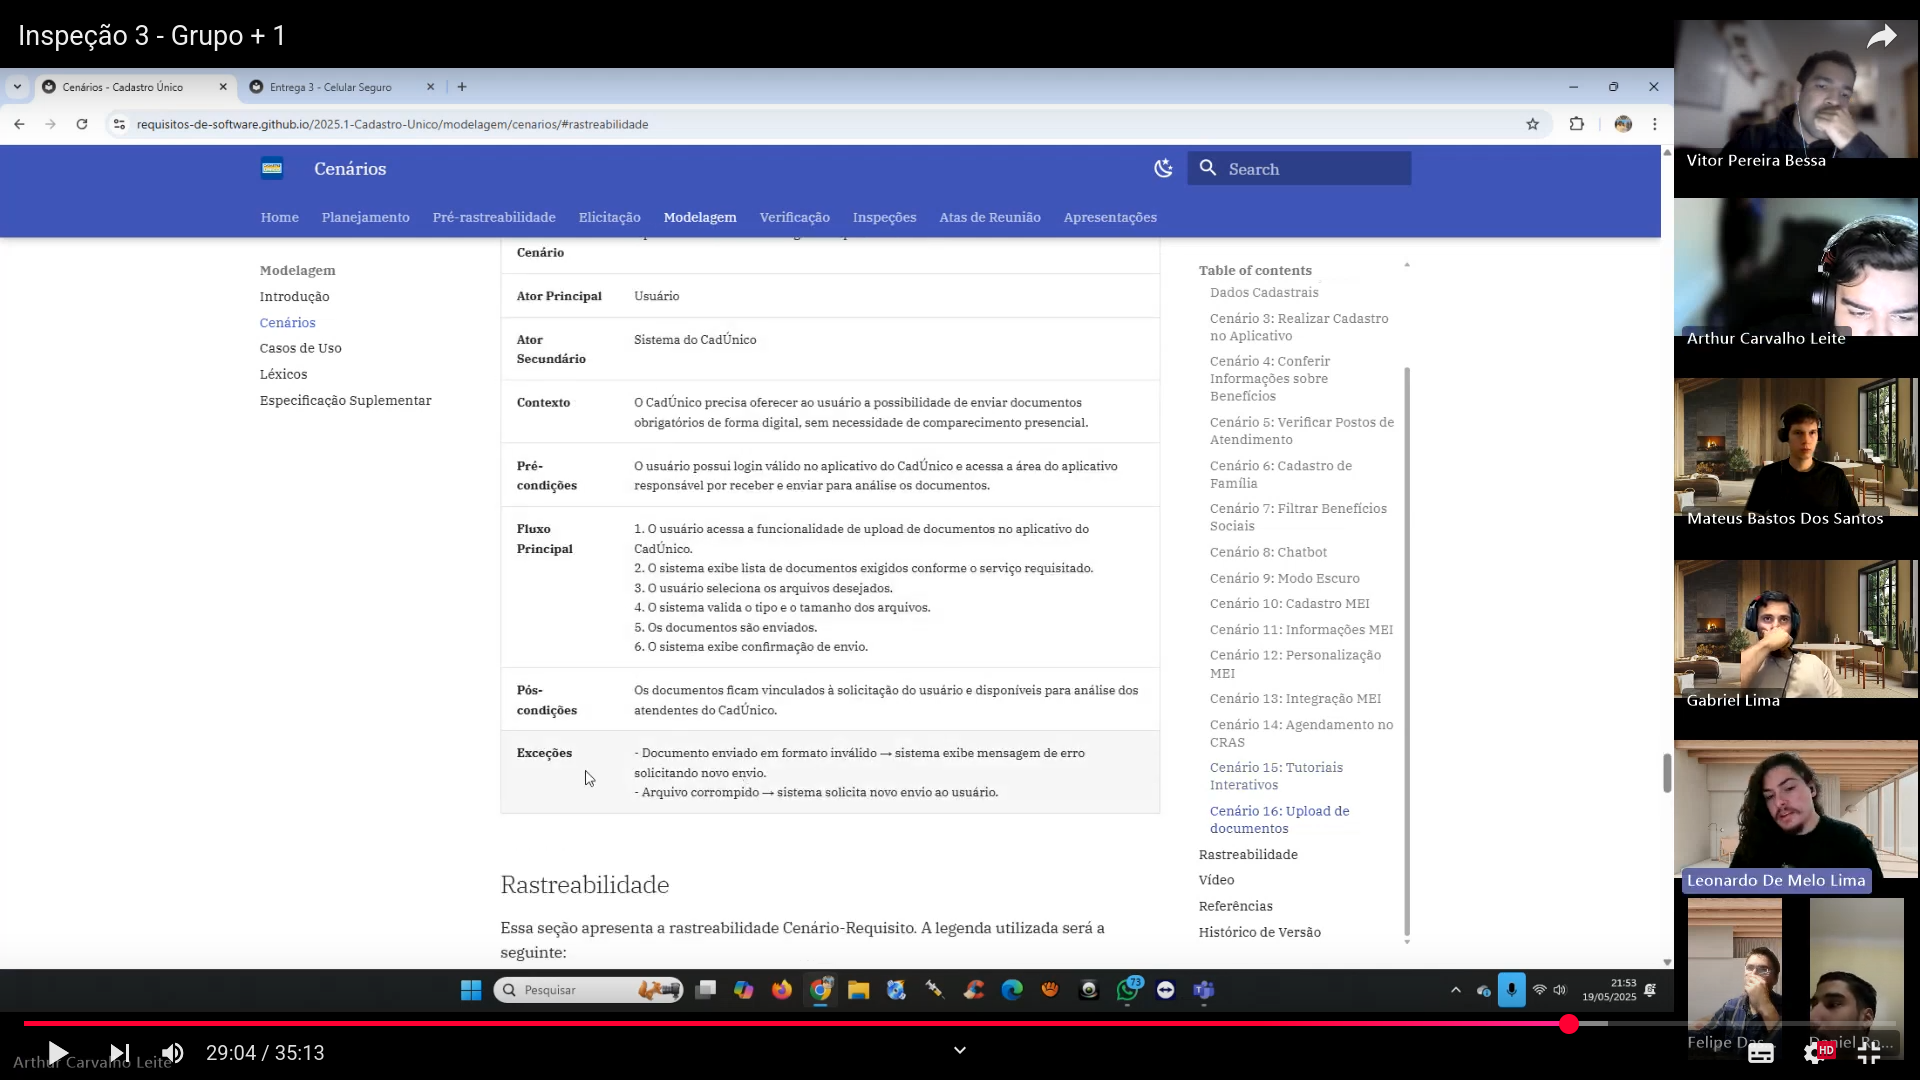 Inspeção 3 - Grupo + 1
Cenários - Cadastro Único
Entrega 3 - Celular Seguro
requisitos-de-software.github.io/2025.1-Cadastro-Unico/modelagem/cenarios/#rastreabilidade
Cenários
Search
Home Planejamento Pré-rastreabilidade Elicitação Modelagem Verificação Inspeções Atas de Reunião Apresentações
Modelagem
Introdução
Cenários
Casos de Uso
Léxicos
Especificação Suplementar
Cenário
Ator Principal Usuário
Ator Secundário Sistema do CadÚnico
Contexto O CadÚnico precisa oferecer ao usuário a possibilidade de enviar documentos
obrigatórios de forma digital, sem necessidade de comparecimento presencial.
Pré-condições O usuário possui login válido no aplicativo do CadÚnico e acessa a área do aplicativo
responsável por receber e enviar para análise os documentos.
Fluxo Principal 1. O usuário acessa a funcionalidade de upload de documentos no aplicativo do
CadÚnico.
2. O sistema exibe lista de documentos exigidos conforme o serviço requisitado.
3. O usuário seleciona os arquivos desejados.
4. O sistema valida o tipo e o tamanho dos arquivos.
5. Os documentos são enviados.
6. O sistema exibe confirmação de envio.
Pós-condições Os documentos ficam vinculados à solicitação do usuário e disponíveis para análise dos
atendentes do CadÚnico.
Exceções - Documento enviado em formato inválido → sistema exibe mensagem de erro
solicitando novo envio.
- Arquivo corrompido → sistema solicita novo envio ao usuário.
Rastreabilidade
Essa seção apresenta a rastreabilidade Cenário-Requisito. A legenda utilizada será a
seguinte:
Table of contents
Dados Cadastrais
Cenário 3: Realizar Cadastro
no Aplicativo
Cenário 4: Conferir
Informações sobre
Benefícios
Cenário 5: Verificar Postos de
Atendimento
Cenário 6: Cadastro de
Família
Cenário 7: Filtrar Benefícios
Sociais
Cenário 8: Chatbot
Cenário 9: Modo Escuro
Cenário 10: Cadastro MEI
Cenário 11: Informações MEI
Cenário 12: Personalização
MEI
Cenário 13: Integração MEI
Cenário 14: Agendamento no
CRAS
Cenário 15: Tutoriais
Interativos
Cenário 16: Upload de
documentos
Rastreabilidade
Vídeo
Referências
Histórico de Versão
Vitor Pereira Bessa
Arthur Carvalho Leite
Mateus Bastos Dos Santos
Gabriel Lima
Leonardo De Melo Lima
Felipe Das...
Daniel Ro...
Pesquisar
73
21:53
19/05/2025
29:04 / 35:13
Arthur Carvalho Leite
HD